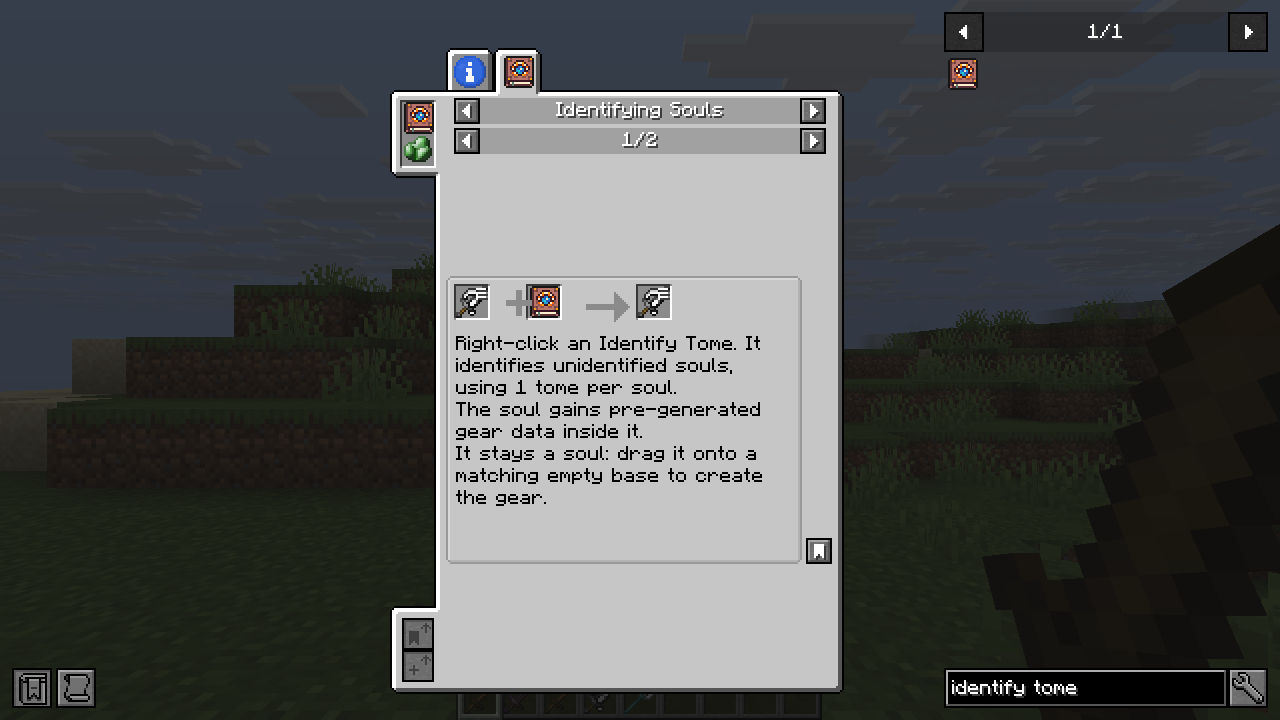 1/1
Identifying Souls
1/2
Right-click an Identify Tome. It
identifies unidentified souls,
using 1 tome per soul.
The soul gains pre-generated
gear data inside it.
It stays a soul: drag it onto a
matching empty base to create
the gear.
identify tome